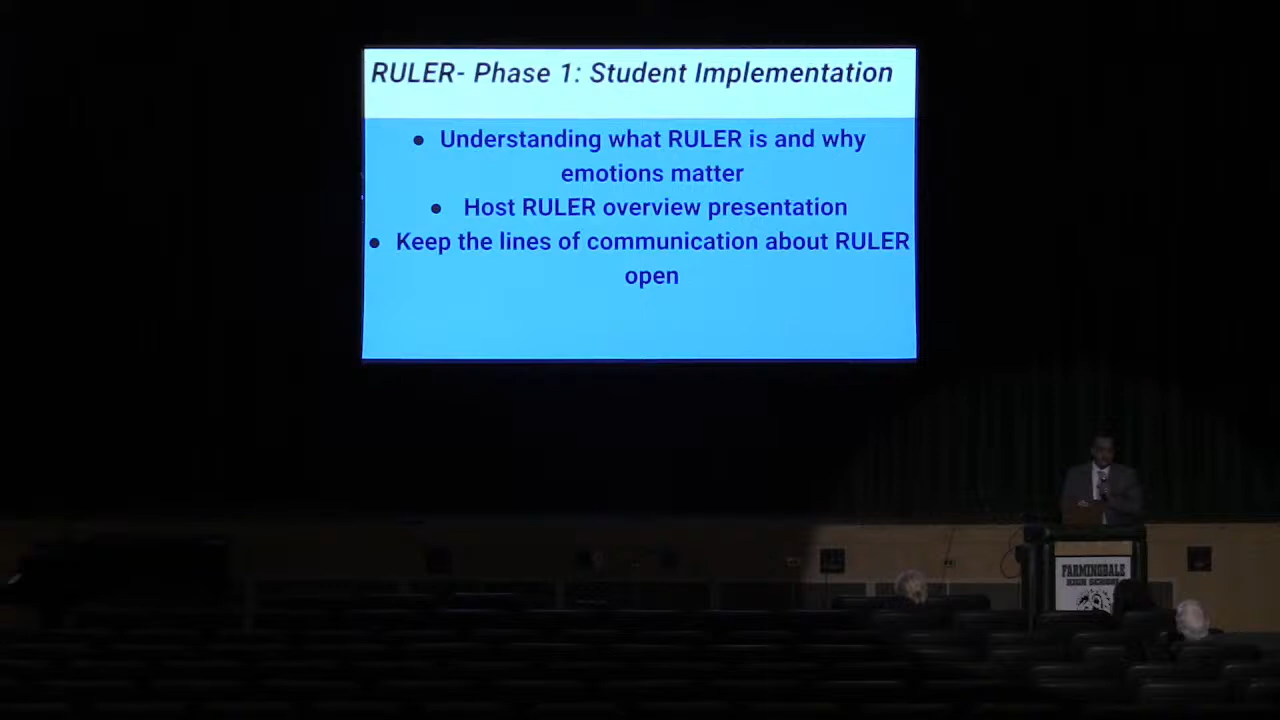 RULER- Phase 1: Student Implementation
● Understanding what RULER is and why
emotions matter
● Host RULER overview presentation
● Keep the lines of communication about RULER
open
FARMINGDALE
HIGH SCHOOL